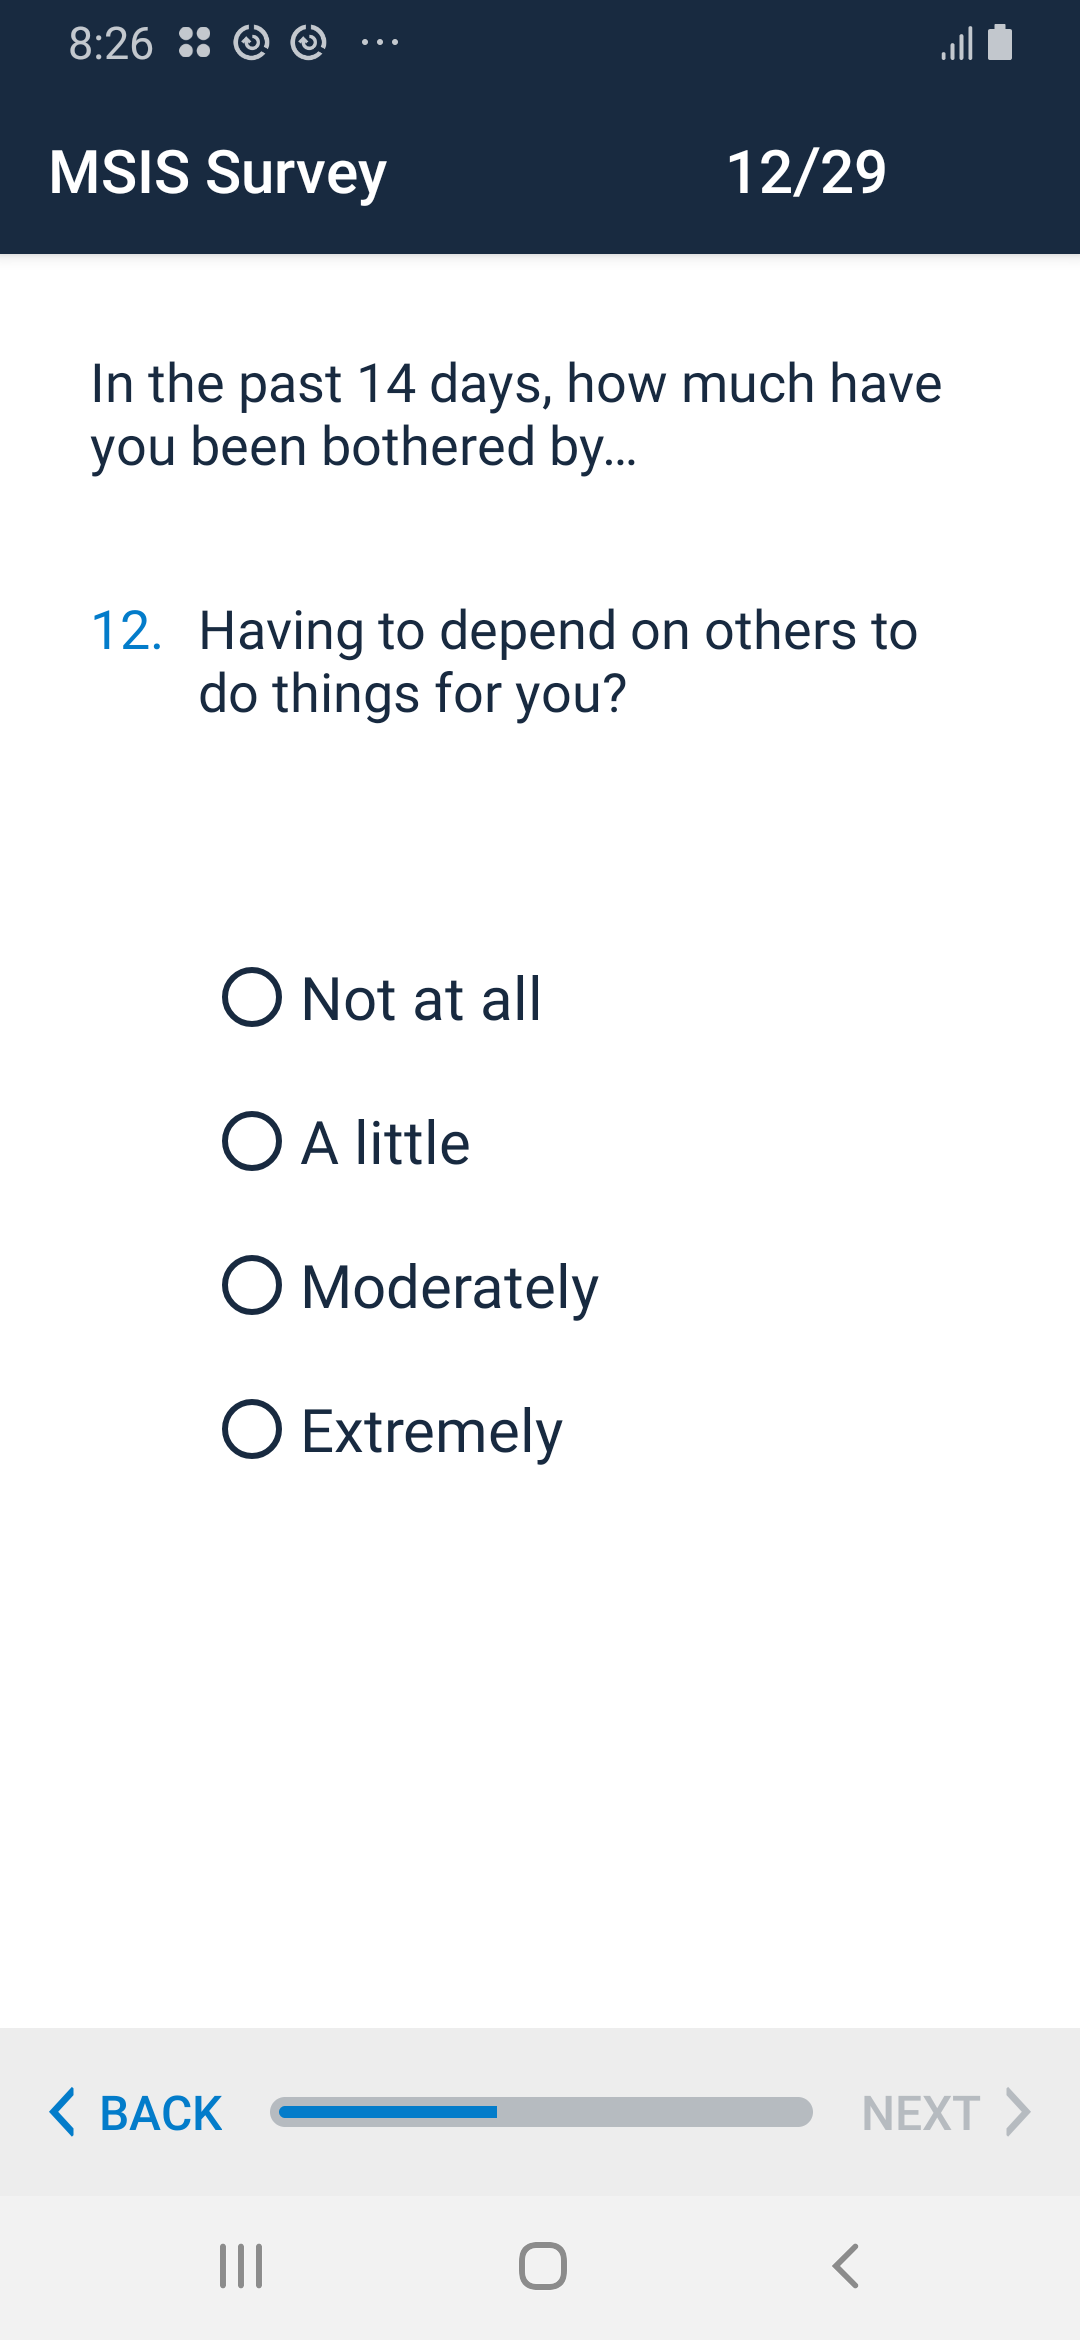 8:26
MSIS Survey 12/29
In the past 14 days, how much have
you been bothered by...
12. Having to depend on others to
do things for you?
Not at all
A little
Moderately
Extremely
BACK NEXT